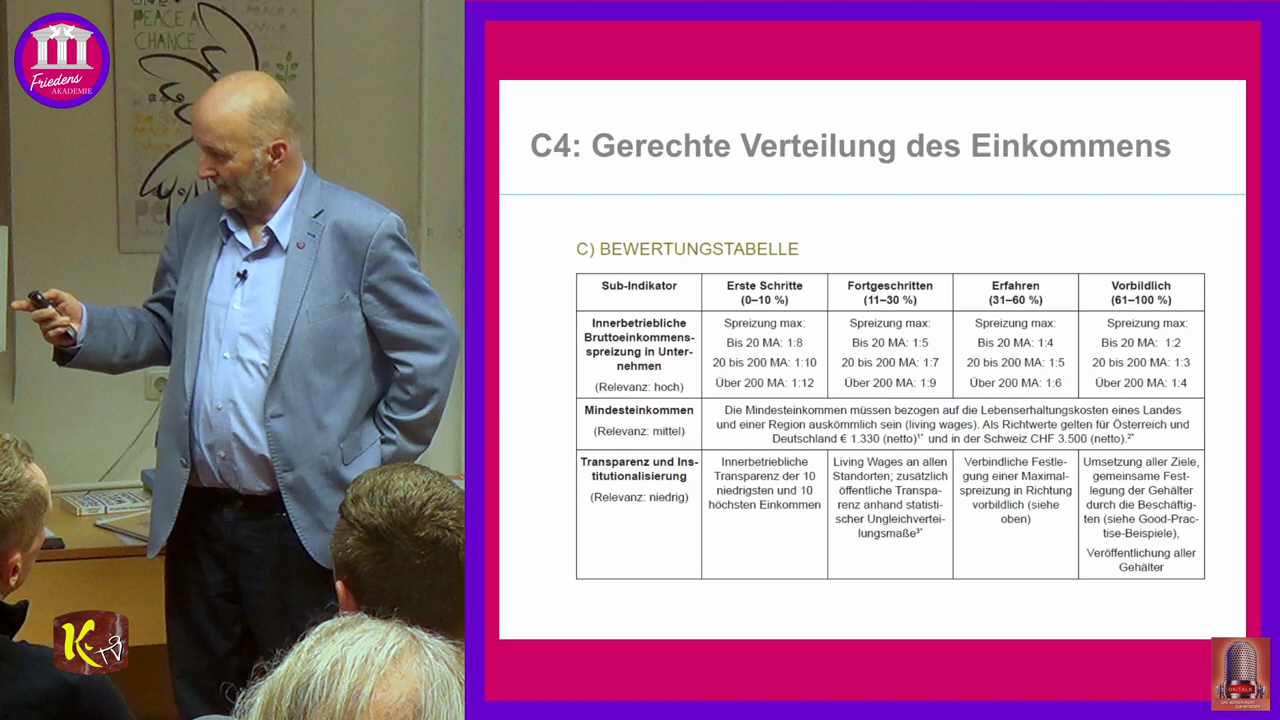 GIVE
PEACE A
CHANCE
Friedens
AKADEMIE
C4: Gerechte Verteilung des Einkommens
C) BEWERTUNGSTABELLE
Sub-Indikator
Erste Schritte
(0–10 %)
Fortgeschritten
(11–30 %)
Erfahren
(31–60 %)
Vorbildlich
(61–100 %)
Innerbetriebliche
Bruttoeinkommens-
spreizung in Unter-
nehmen
(Relevanz: hoch)
Spreizung max:
Bis 20 MA: 1:8
20 bis 200 MA: 1:10
Über 200 MA: 1:12
Spreizung max:
Bis 20 MA: 1:5
20 bis 200 MA: 1:7
Über 200 MA: 1:9
Spreizung max:
Bis 20 MA: 1:4
20 bis 200 MA: 1:5
Über 200 MA: 1:6
Spreizung max:
Bis 20 MA: 1:2
20 bis 200 MA: 1:3
Über 200 MA: 1:4
Mindesteinkommen
(Relevanz: mittel)
Die Mindesteinkommen müssen bezogen auf die Lebenserhaltungskosten eines Landes
und einer Region auskömmlich sein (living wages). Als Richtwerte gelten für Österreich und
Deutschland € 1.330 (netto)1* und in der Schweiz CHF 3.500 (netto).2*
Transparenz und Ins-
titutionalisierung
(Relevanz: niedrig)
Innerbetriebliche
Transparenz der 10
niedrigsten und 10
höchsten Einkommen
Living Wages an allen
Standorten; zusätzlich
öffentliche Transpa-
renz anhand statisti-
scher Ungleichvertei-
lungsmaße3*
Verbindliche Festle-
gung einer Maximal-
spreizung in Richtung
vorbildlich (siehe
oben)
Umsetzung aller Ziele,
gemeinsame Fest-
legung der Gehälter
durch die Beschäftig-
ten (siehe Good-Prac-
tise-Beispiele),
Veröffentlichung aller
Gehälter
K-TV
OKITALK